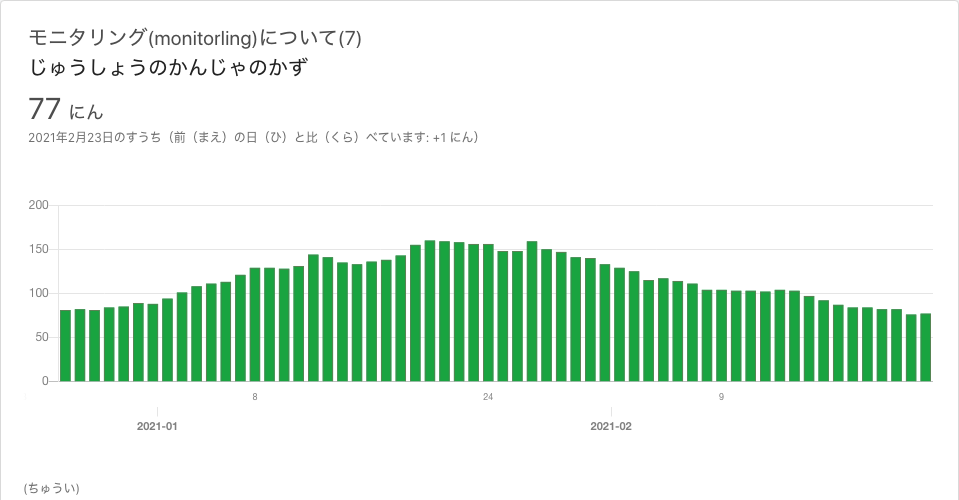 モニタリング(monitorling)について(7)
じゅうしょうのかんじゃのかず
77 にん
2021年2月23日のすうち（前（まえ）の日（ひ）と比（くら）べています: +1 にん）
200
150
100
50
0
8 24 9
2021-01 2021-02
(ちゅうい)